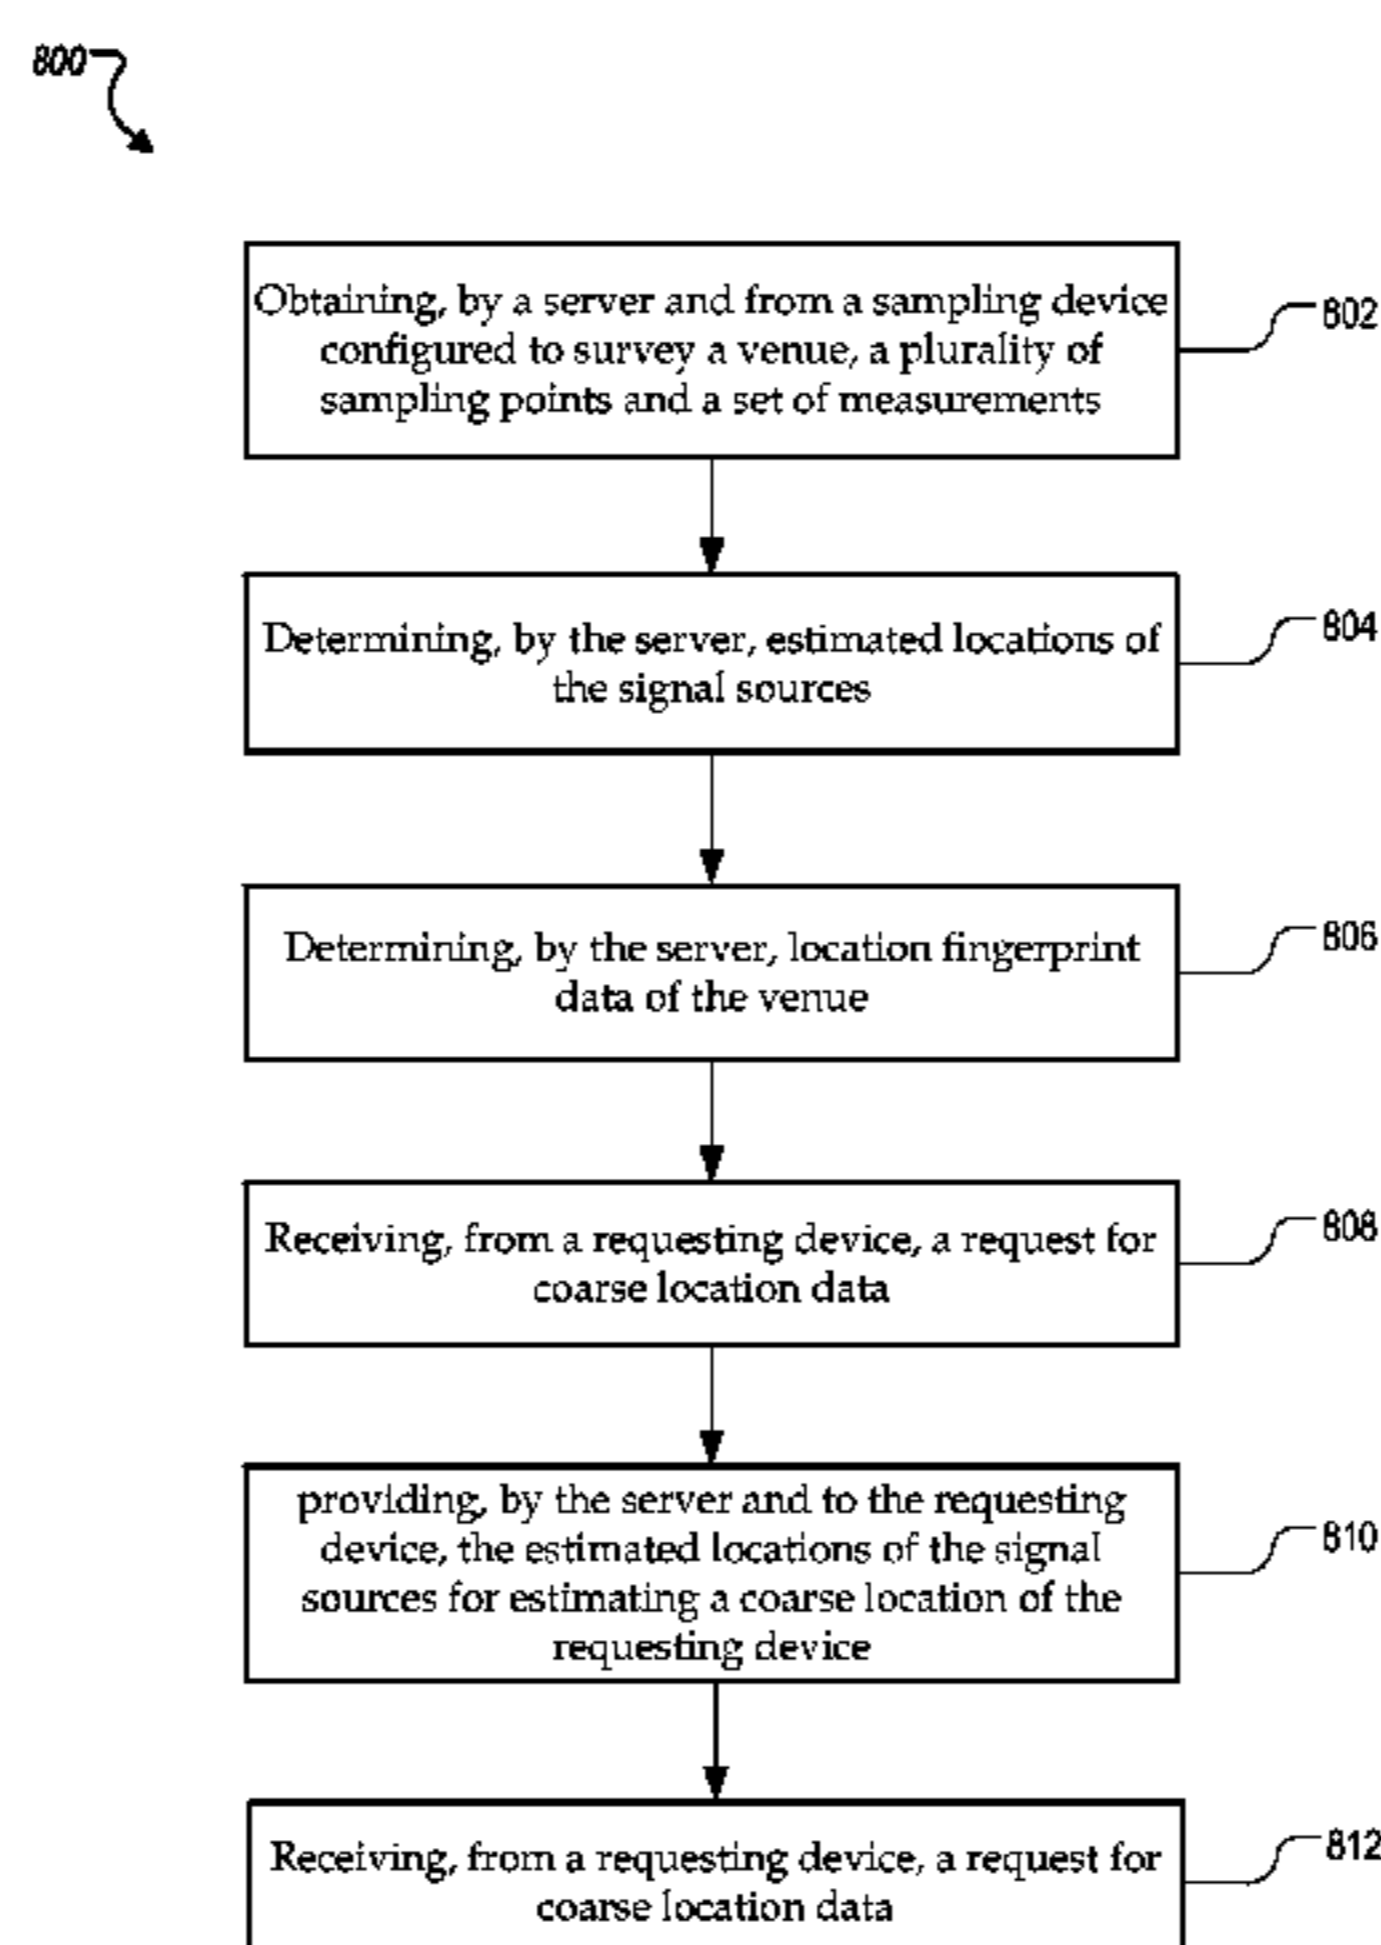 800
Obtaining, by a server and from a sampling device
configured to survey a venue, a plurality of
sampling points and a set of measurements
802
Determining, by the server, estimated locations of
the signal sources
804
Determining, by the server, location fingerprint
data of the venue
806
Receiving, from a requesting device, a request for
coarse location data
808
providing, by the server and to the requesting
device, the estimated locations of the signal
sources for estimating a coarse location of the
requesting device
810
Receiving, from a requesting device, a request for
coarse location data
812